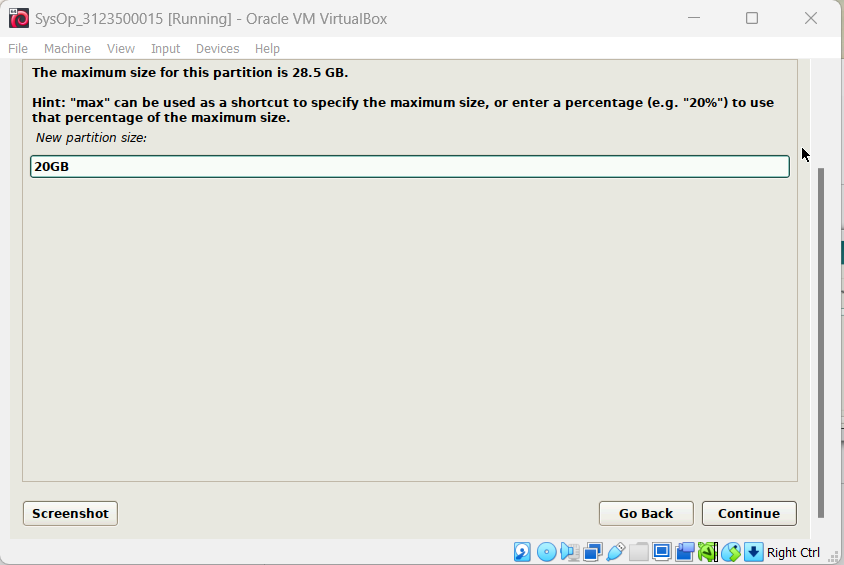 SysOp_3123500015 [Running] - Oracle VM VirtualBox
File Machine View Input Devices Help
The maximum size for this partition is 28.5 GB.
Hint: "max" can be used as a shortcut to specify the maximum size, or enter a percentage (e.g. "20%") to use
that percentage of the maximum size.
New partition size:
20GB
Screenshot Go Back Continue
Right Ctrl